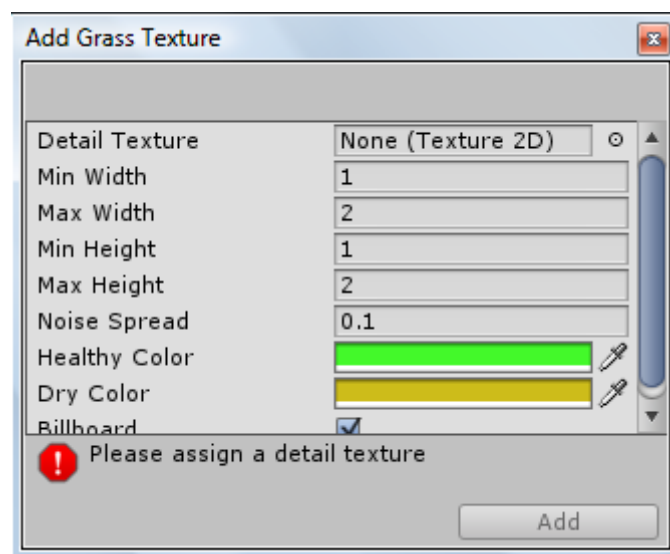 Add Grass Texture
Detail Texture None (Texture 2D)
Min Width 1
Max Width 2
Min Height 1
Max Height 2
Noise Spread 0.1
Healthy Color
Dry Color
Billboard
Please assign a detail texture
Add